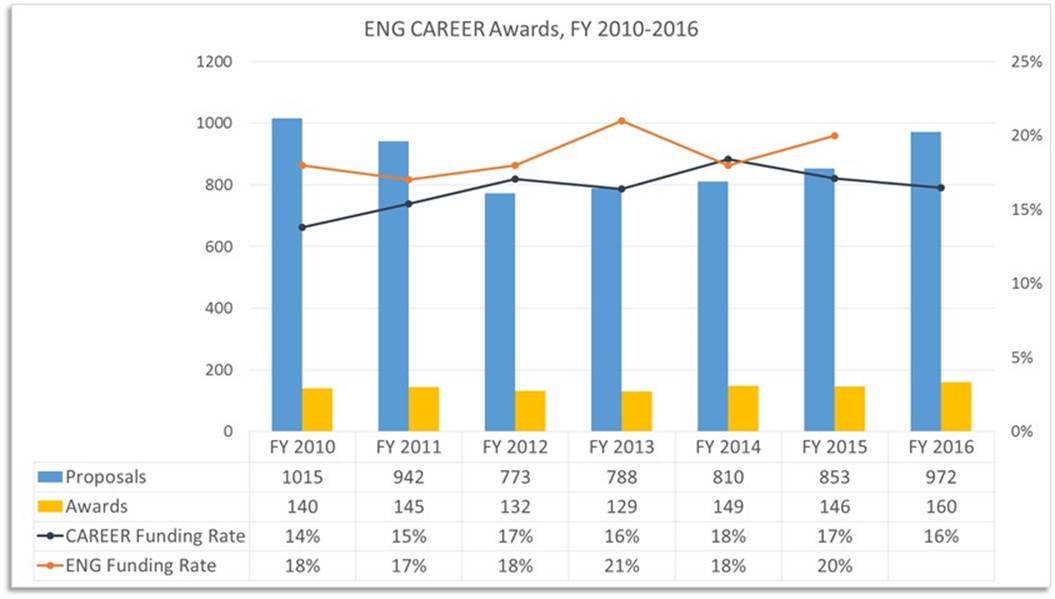 ENG CAREER Awards, FY 2010-2016
1200 25%
1000 20%
800 15%
600 10%
400 5%
200
0 0%
FY 2010 FY 2011 FY 2012 FY 2013 FY 2014 FY 2015 FY 2016
Proposals 1015 942 773 788 810 853 972
Awards 140 145 132 129 149 146 160
CAREER Funding Rate 14% 15% 17% 16% 18% 17% 16%
ENG Funding Rate 18% 17% 18% 21% 18% 20%